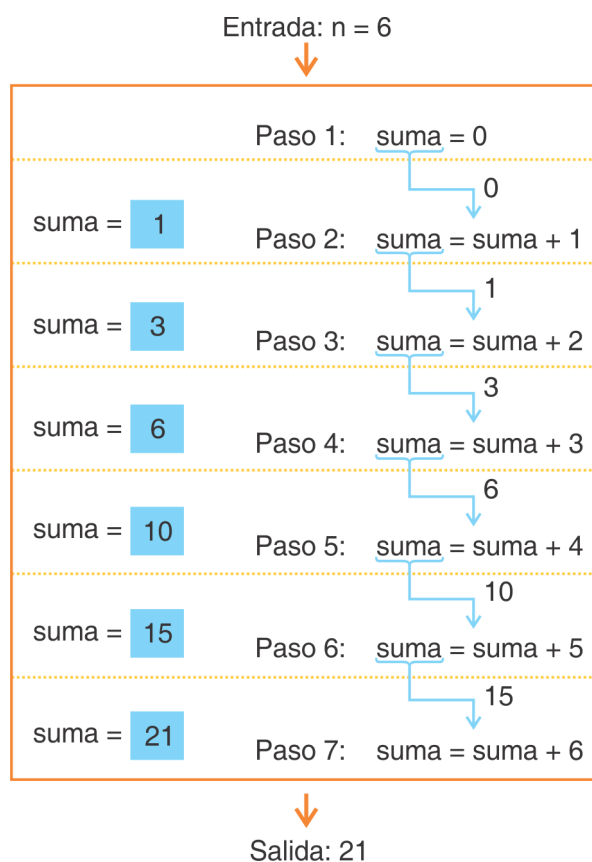 Entrada: n = 6
Paso 1: suma = 0
0
suma = 1
Paso 2: suma = suma + 1
1
suma = 3
Paso 3: suma = suma + 2
3
suma = 6
Paso 4: suma = suma + 3
6
suma = 10
Paso 5: suma = suma + 4
10
suma = 15
Paso 6: suma = suma + 5
15
suma = 21
Paso 7: suma = suma + 6
Salida: 21